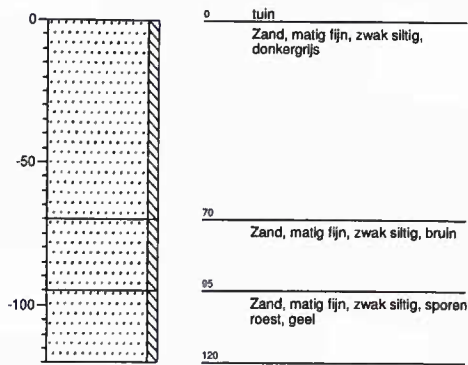 0
-50
-100
0 tuin
Zand, matig fijn, zwak siltig,
donkergrijs
70
Zand, matig fijn, zwak siltig, bruin
95
Zand, matig fijn, zwak siltig, sporen
roest, geel
120